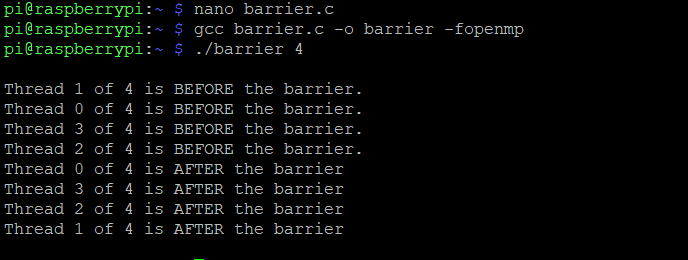 pi@raspberrypi:~ $ nano barrier.c
pi@raspberrypi:~ $ gcc barrier.c -o barrier -fopenmp
pi@raspberrypi:~ $ ./barrier 4
Thread 1 of 4 is BEFORE the barrier.
Thread 0 of 4 is BEFORE the barrier.
Thread 3 of 4 is BEFORE the barrier.
Thread 2 of 4 is BEFORE the barrier.
Thread 0 of 4 is AFTER the barrier
Thread 3 of 4 is AFTER the barrier
Thread 2 of 4 is AFTER the barrier
Thread 1 of 4 is AFTER the barrier